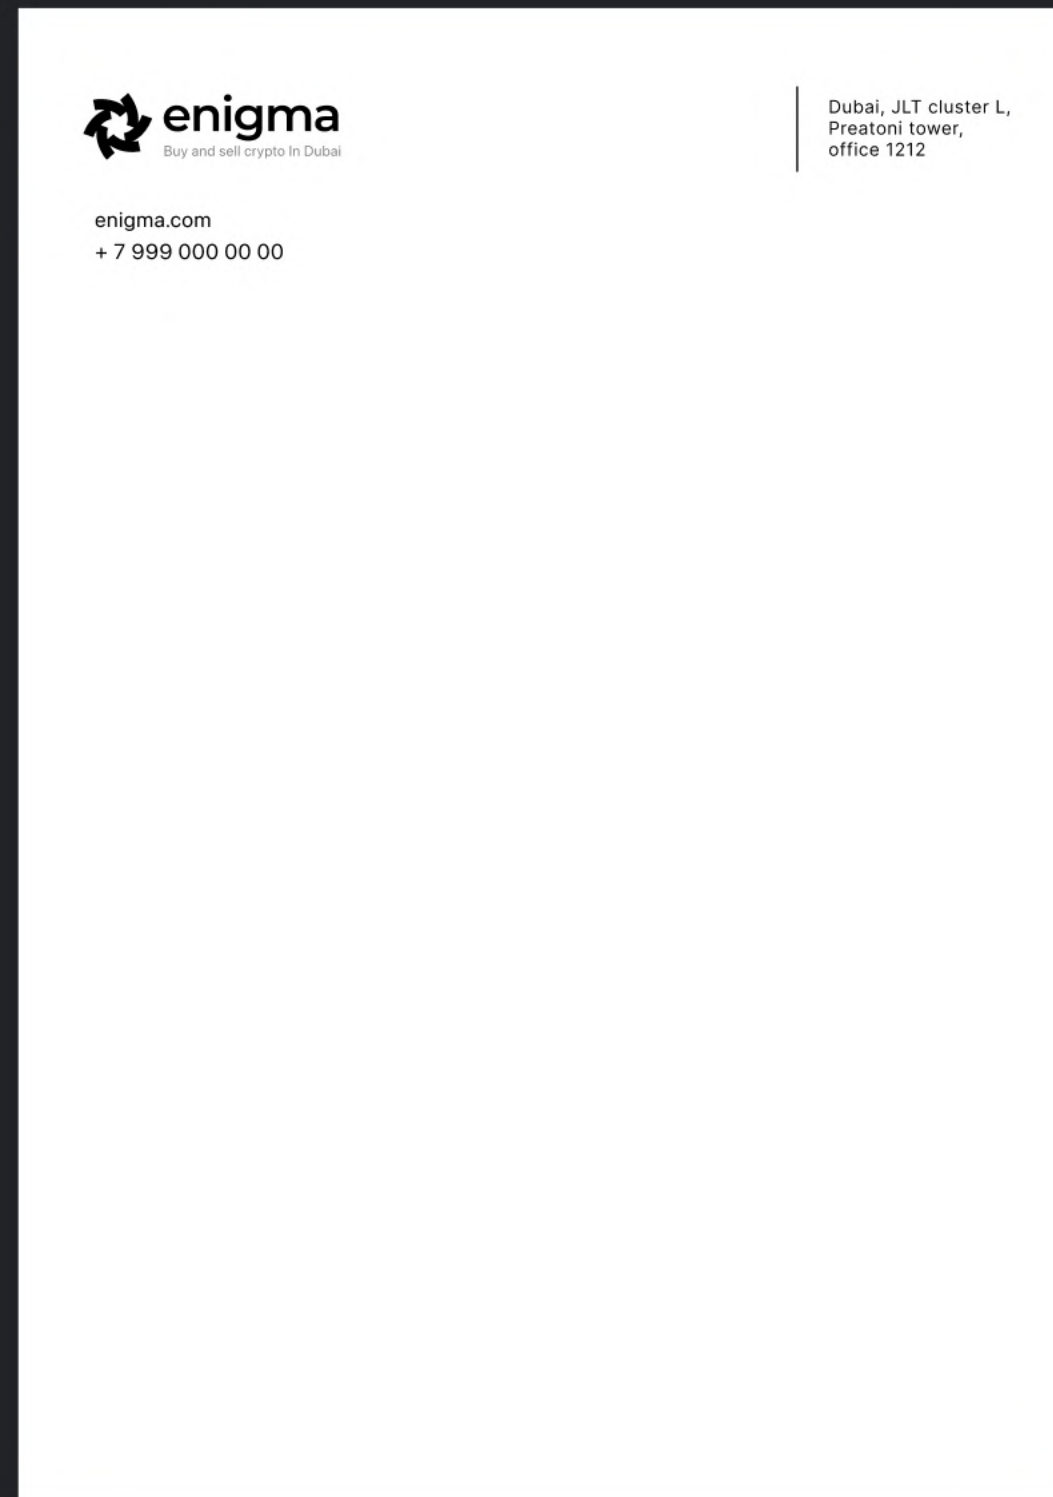 enigma
Buy and sell crypto In Dubai
Dubai, JLT cluster L,
Preatoni tower,
office 1212
enigma.com
+ 7 999 000 00 00